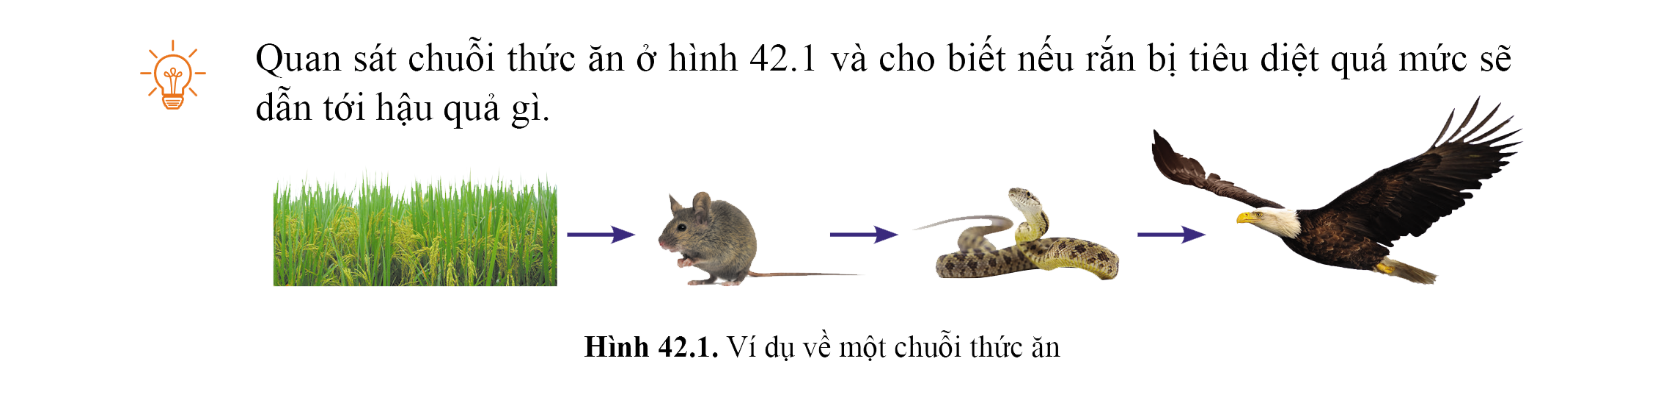 Quan sát chuỗi thức ăn ở hình 42.1 và cho biết nếu rắn bị tiêu diệt quá mức sẽ
dẫn tới hậu quả gì.
Hình 42.1. Ví dụ về một chuỗi thức ăn